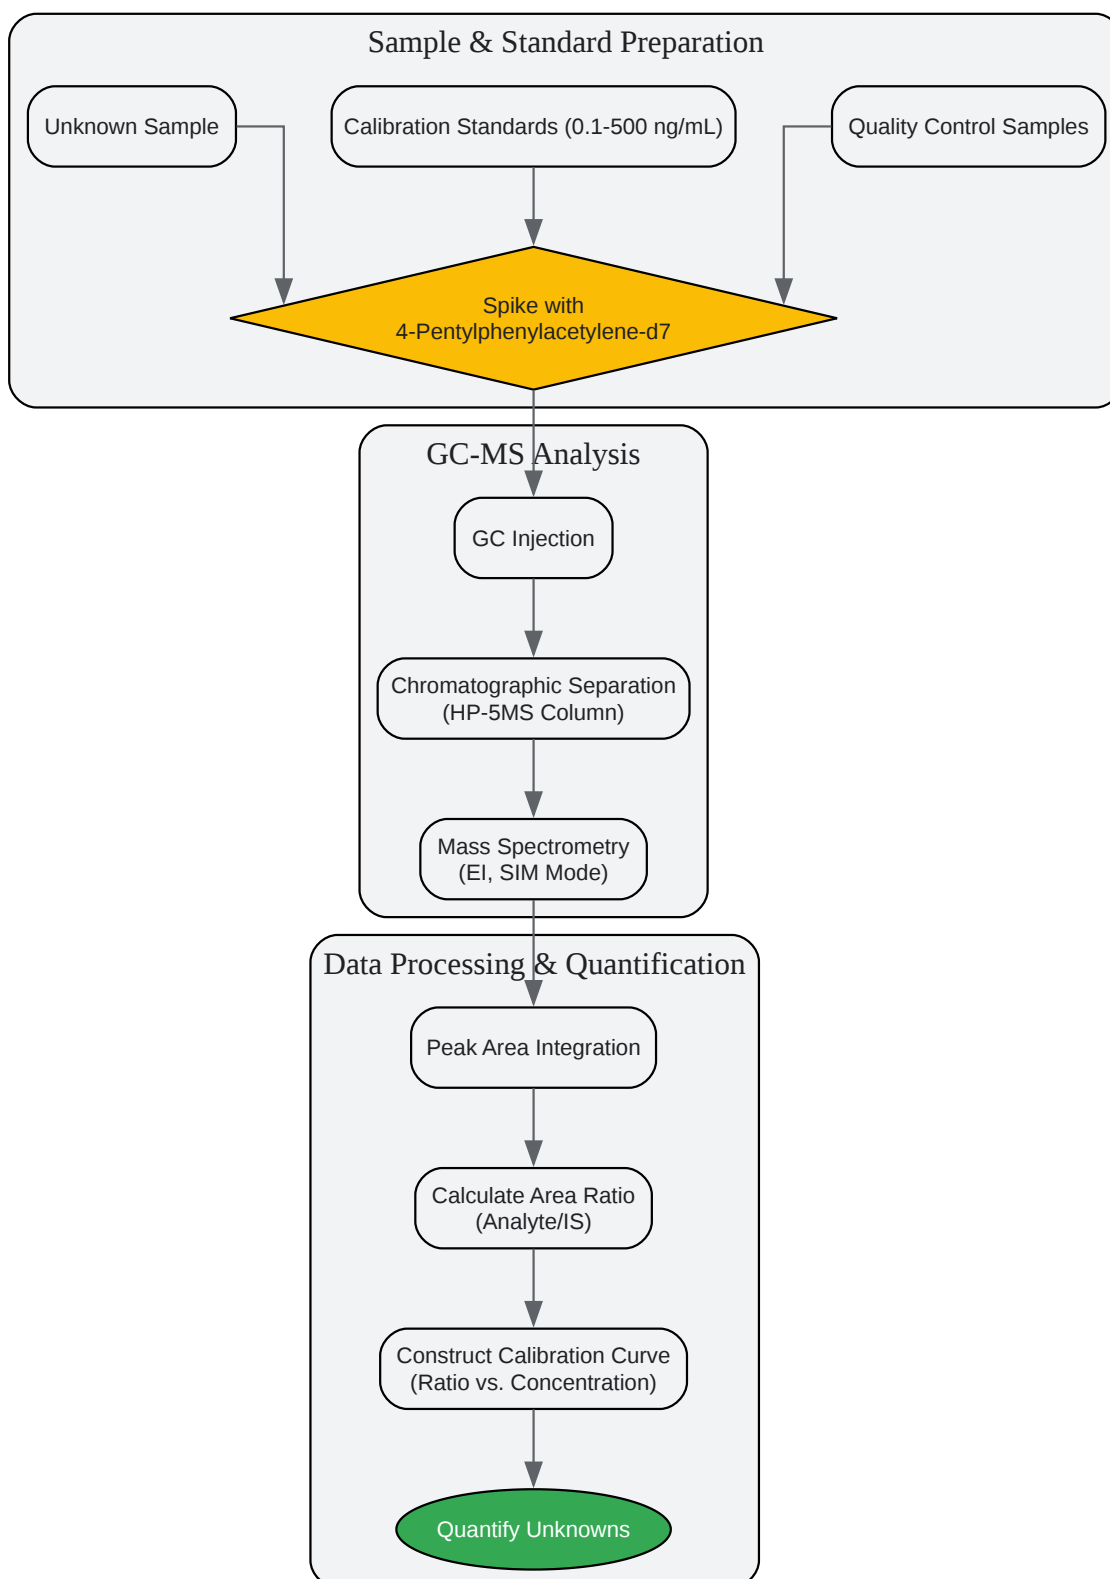 Sample & Standard Preparation
Unknown Sample
Calibration Standards (0.1-500 ng/mL)
Quality Control Samples
Spike with
4-Pentylphenylacetylene-d7
GC-MS Analysis
GC Injection
Chromatographic Separation
(HP-5MS Column)
Mass Spectrometry
(EI, SIM Mode)
Data Processing & Quantification
Peak Area Integration
Calculate Area Ratio
(Analyte/IS)
Construct Calibration Curve
(Ratio vs. Concentration)
Quantify Unknowns